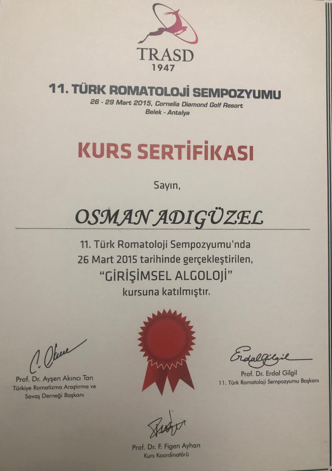 TRASD
1947
11. TÜRK ROMATOLOJİ SEMPOZYUMU
26 - 29 Mart 2015, Cornelia Diamond Golf Resort
Belek - Antalya
KURS SERTİFİKASI
Sayın,
OSMAN ADIGÜZEL
11. Türk Romatoloji Sempozyumu'nda
26 Mart 2015 tarihinde gerçekleştirilen,
“GİRİŞİMSEL ALGOLOJİ”
kursuna katılmıştır.
Prof. Dr. Ayşen Akıncı Tan
Türkiye Romatizma Araştırma ve
Savaş Derneği Başkanı
Prof. Dr. Erdal Gilgil
11. Türk Romatoloji Sempozyumu Başkanı
Prof. Dr. F. Figen Ayhan
Kurs Koordinatörü